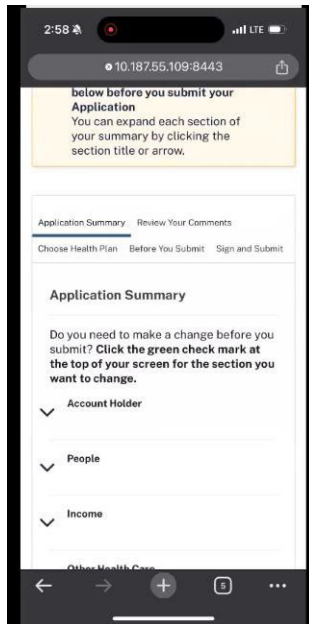 2:58
LTE
10.187.55.109:8443
below before you submit your
Application
You can expand each section of
your summary by clicking the
section title or arrow.
Application Summary Review Your Comments
Choose Health Plan Before You Submit Sign and Submit
Application Summary
Do you need to make a change before you
submit? Click the green check mark at
the top of your screen for the section you
want to change.
Account Holder
People
Income
Other Health Care
5